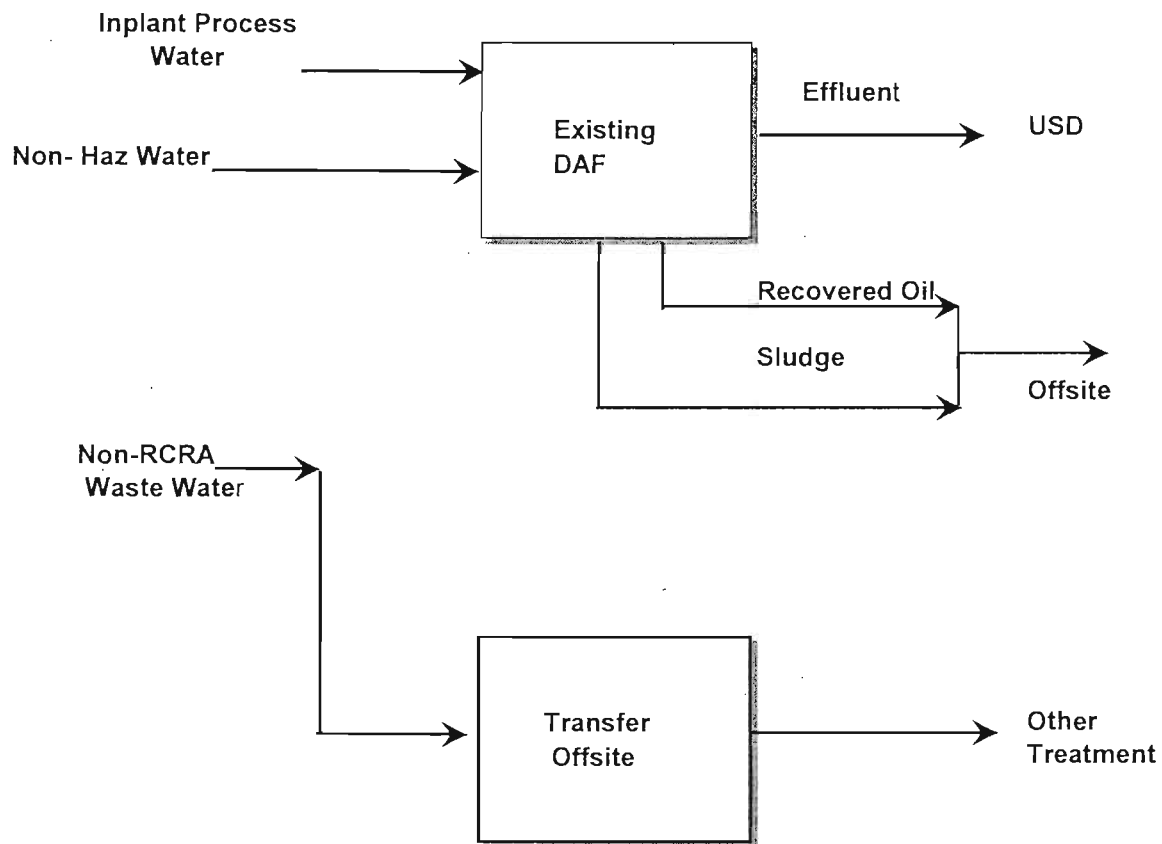 Inplant Process
Water
Non- Haz Water
Existing
DAF
Effluent
USD
Recovered Oil
Sludge
Offsite
Non-RCRA
Waste Water
Transfer
Offsite
Other
Treatment